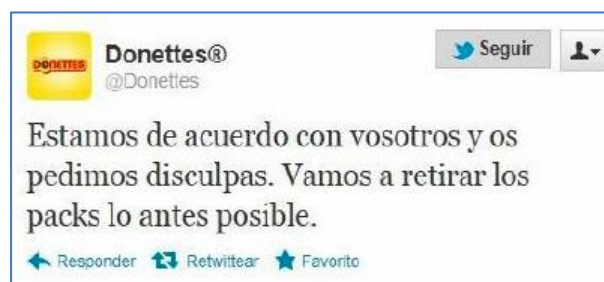 DONETTES
Donettes®
@Donettes
Seguir
Estamos de acuerdo con vosotros y os
pedimos disculpas. Vamos a retirar los
packs lo antes posible.
Responder Retwittear Favorito